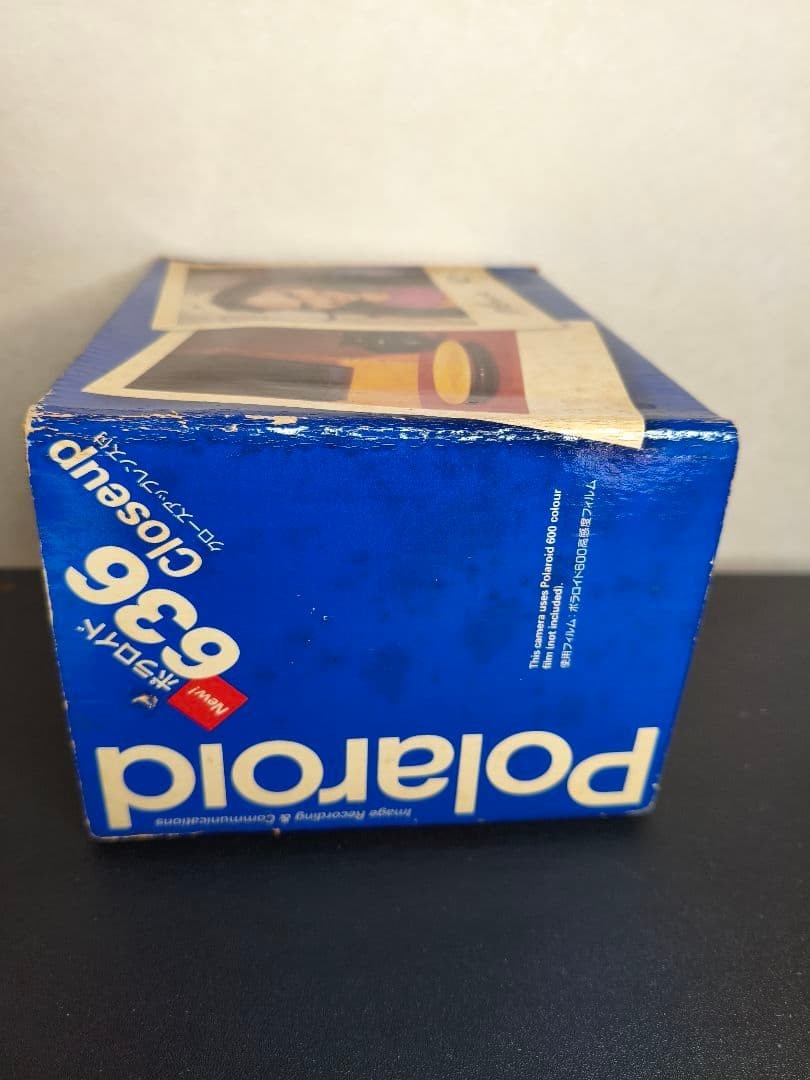 Image Recording & Communications
Polaroid
New!
ポラロイド
636
Closeup
クローズアップレンズ内蔵
This camera uses Polaroid 600 colour
film (not included).
使用フィルム:ポラロイド600高感度フィルム